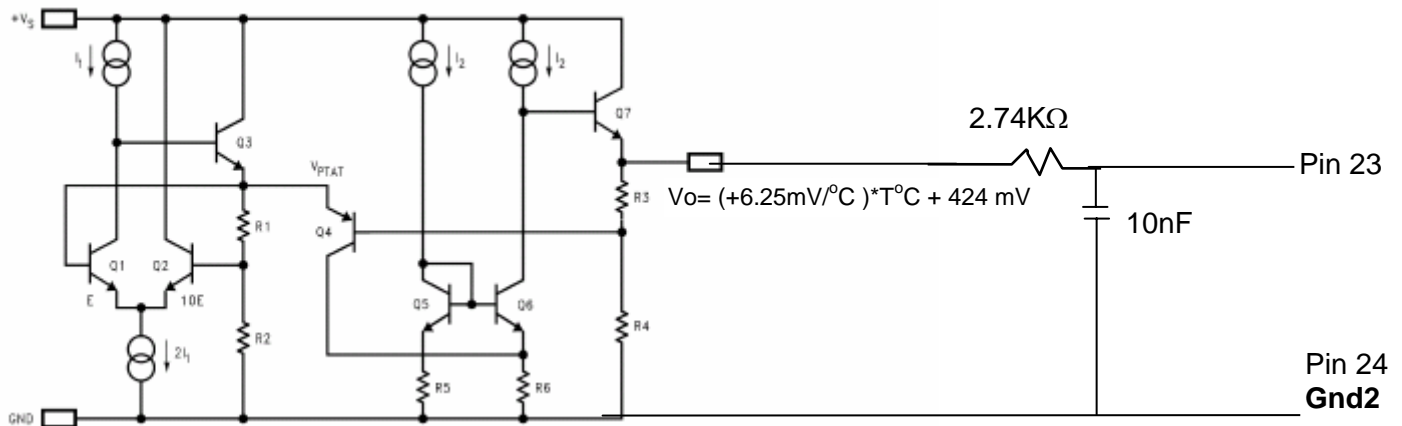 +VS
I1
I2
I2
Q7
2.74KΩ
Q3
VPTAT
Pin 23
R3
Vo= (+6.25mV/°C )*T°C + 424 mV
R1
Q4
10nF
Q1
Q2
E
10E
Q5
Q6
R4
2I1
R2
R5
R6
Pin 24
Gnd2
GND